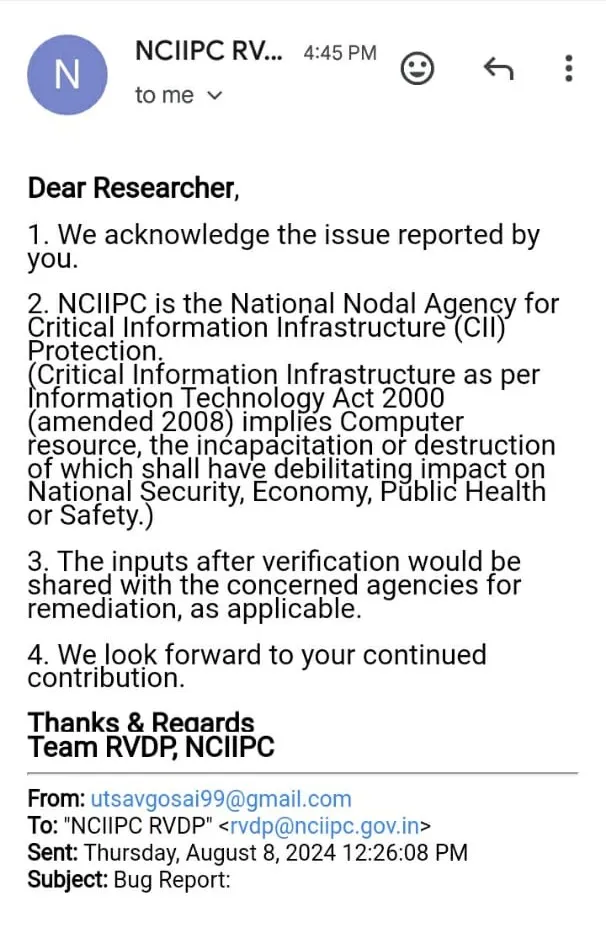 N
NCIIPC RV... 4:45 PM
to me
Dear Researcher,
1. We acknowledge the issue reported by
you.
2. NCIIPC is the National Nodal Agency for
Critical Information Infrastructure (CII)
Protection.
(Critical Information Infrastructure as per
Information Technology Act 2000
(amended 2008) implies Computer
resource, the incapacitation or destruction
of which shall have debilitating impact on
National Security, Economy, Public Health
or Safety.)
3. The inputs after verification would be
shared with the concerned agencies for
remediation, as applicable.
4. We look forward to your continued
contribution.
Thanks & Regards
Team RVDP, NCIIPC
From: utsavgosai99@gmail.com
To: "NCIIPC RVDP" <rvdp@nciipc.gov.in>
Sent: Thursday, August 8, 2024 12:26:08 PM
Subject: Bug Report: